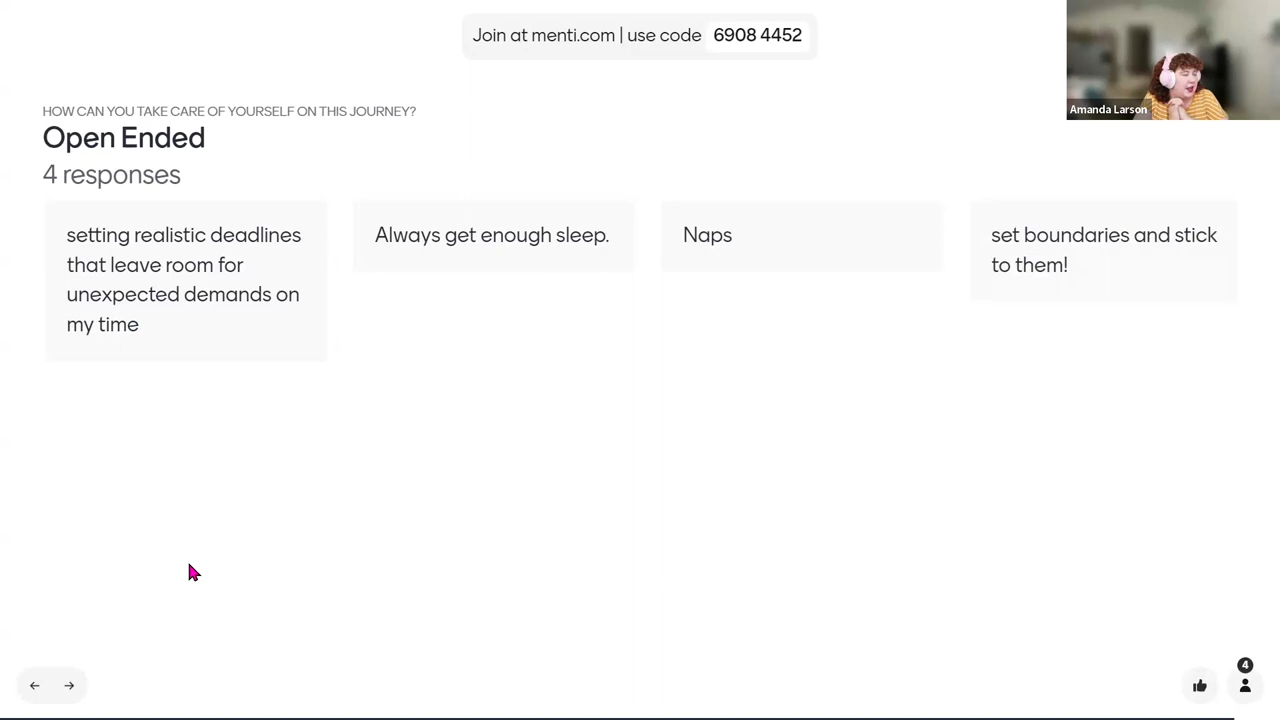 Join at menti.com | use code 6908 4452
Amanda Larson
HOW CAN YOU TAKE CARE OF YOURSELF ON THIS JOURNEY?
Open Ended
4 responses
setting realistic deadlines
that leave room for
unexpected demands on
my time
Always get enough sleep.
Naps
set boundaries and stick
to them!
4